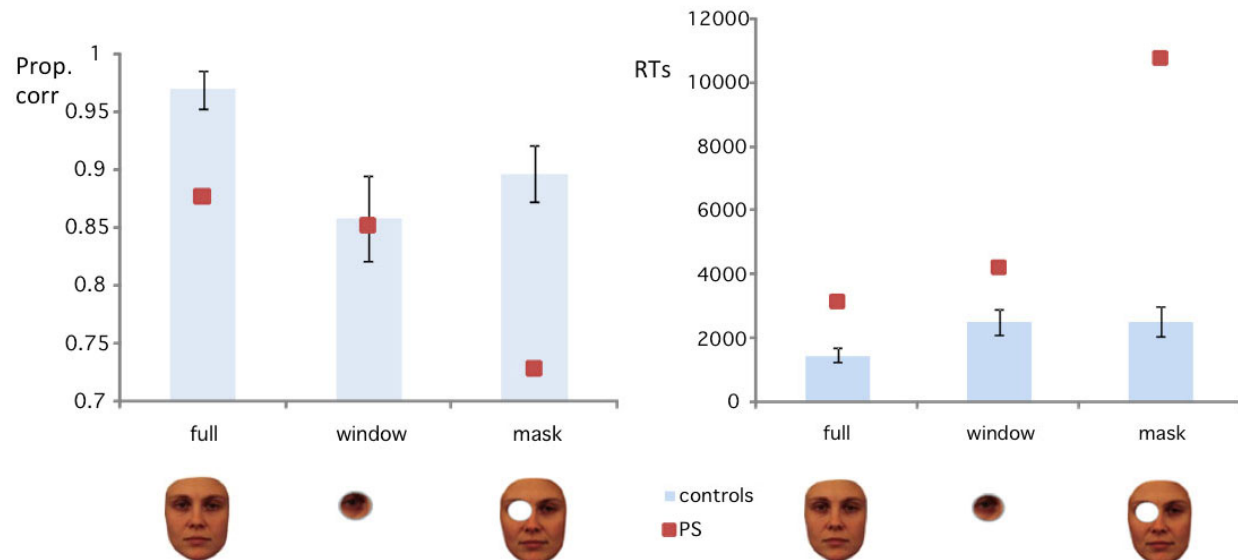 Prop.
corr
1
0.95
0.9
0.85
0.8
0.75
0.7
full window mask
RTs
12000
10000
8000
6000
4000
2000
0
full window mask
controls
PS